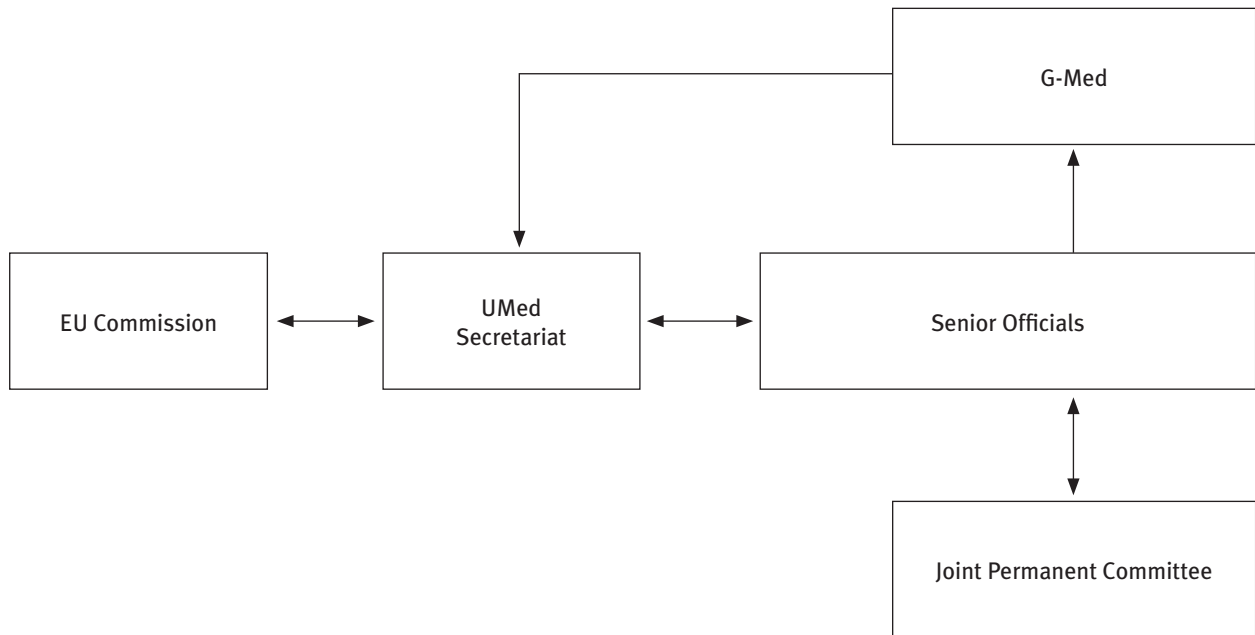 G-Med
EU Commission
UMed
Secretariat
Senior Officials
Joint Permanent Committee